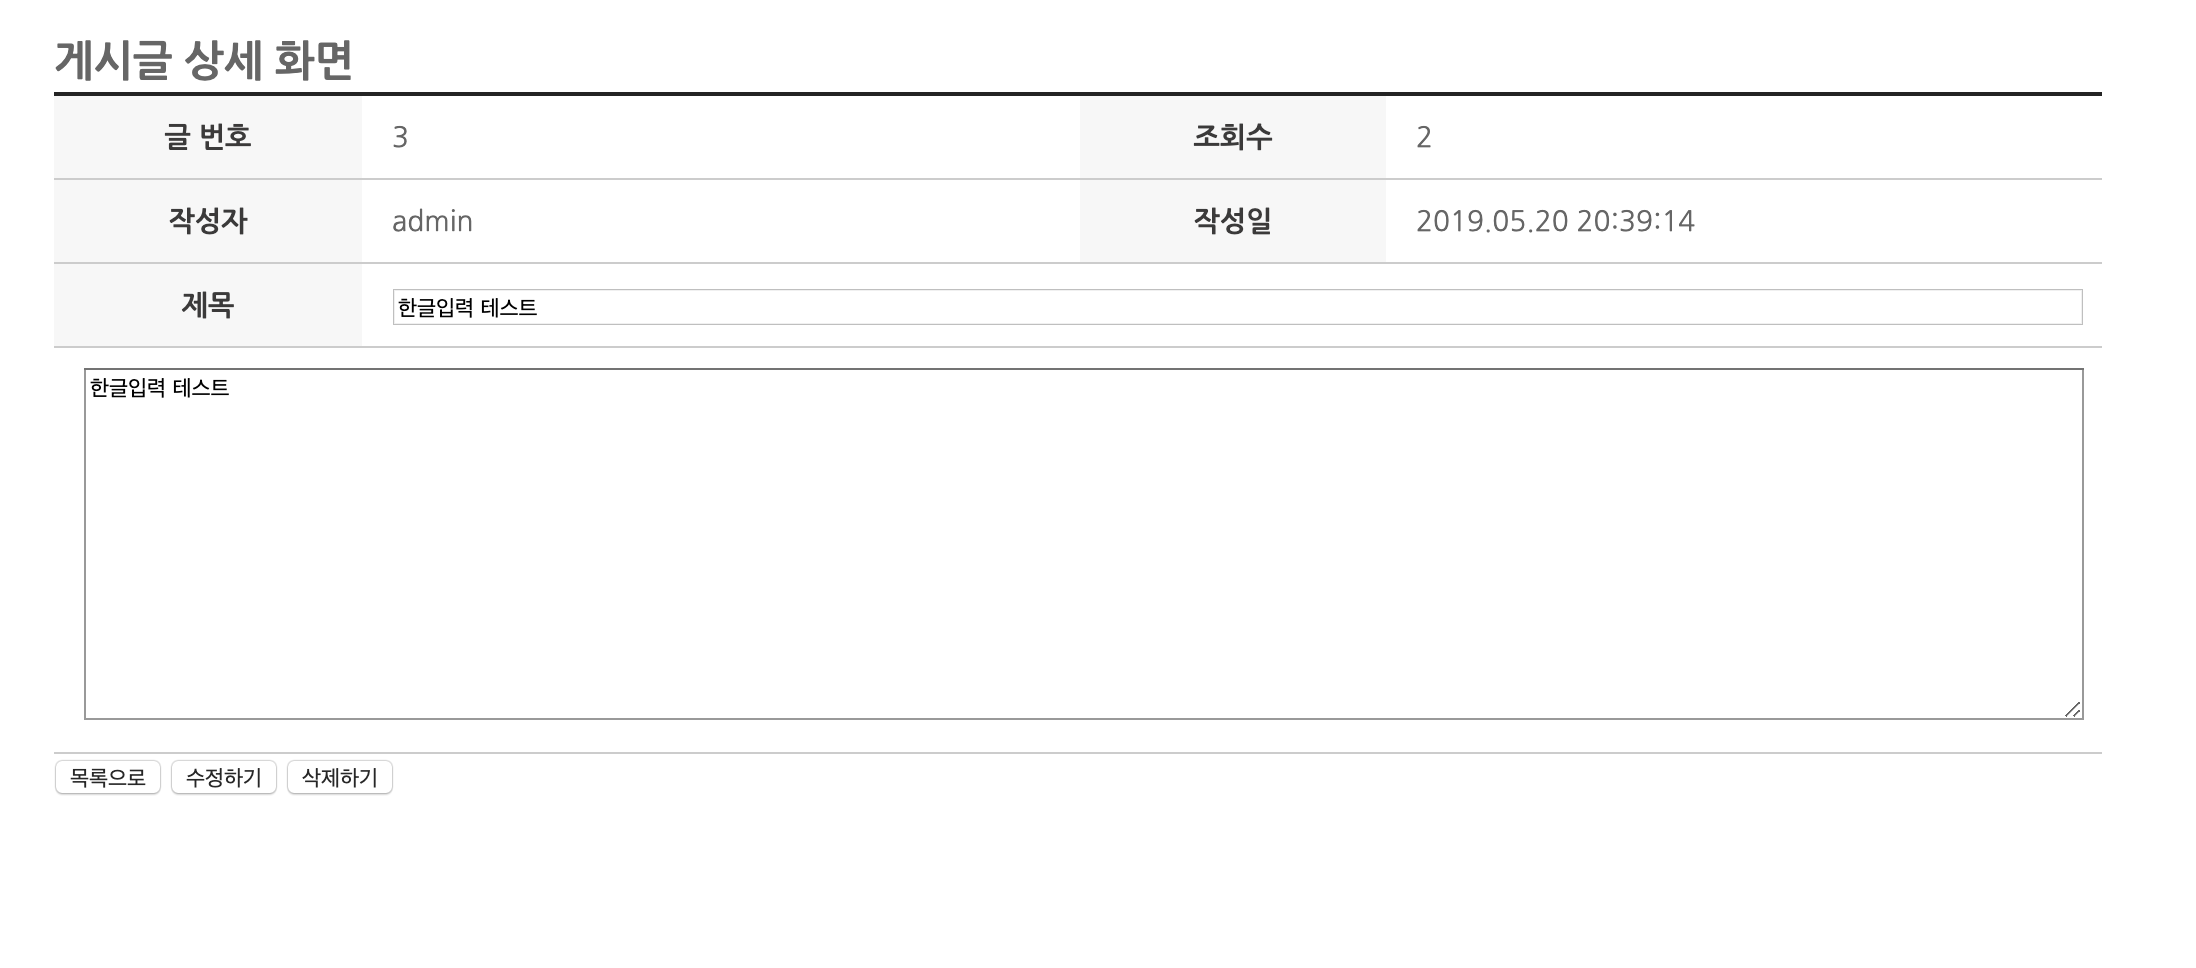 게시글 상세 화면
글 번호 3 조회수 2
작성자 admin 작성일 2019.05.20 20:39:14
제목 한글입력 테스트
한글입력 테스트
목록으로 수정하기 삭제하기